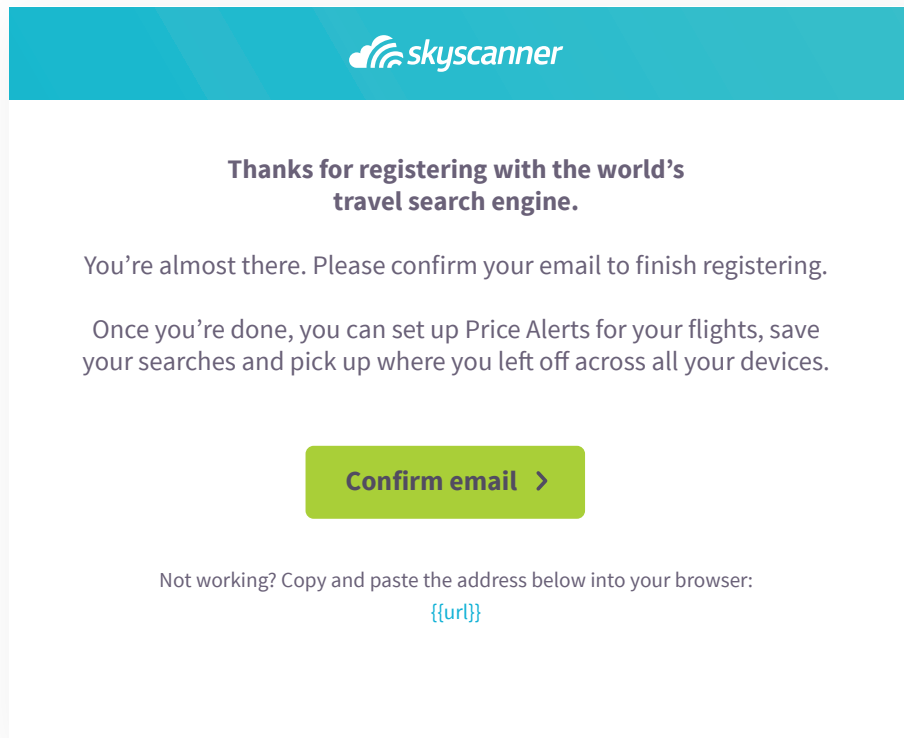 skyscanner
Thanks for registering with the world’s
travel search engine.
You’re almost there. Please confirm your email to finish registering.
Once you’re done, you can set up Price Alerts for your flights, save
your searches and pick up where you left off across all your devices.
Confirm email
Not working? Copy and paste the address below into your browser:
{{url}}